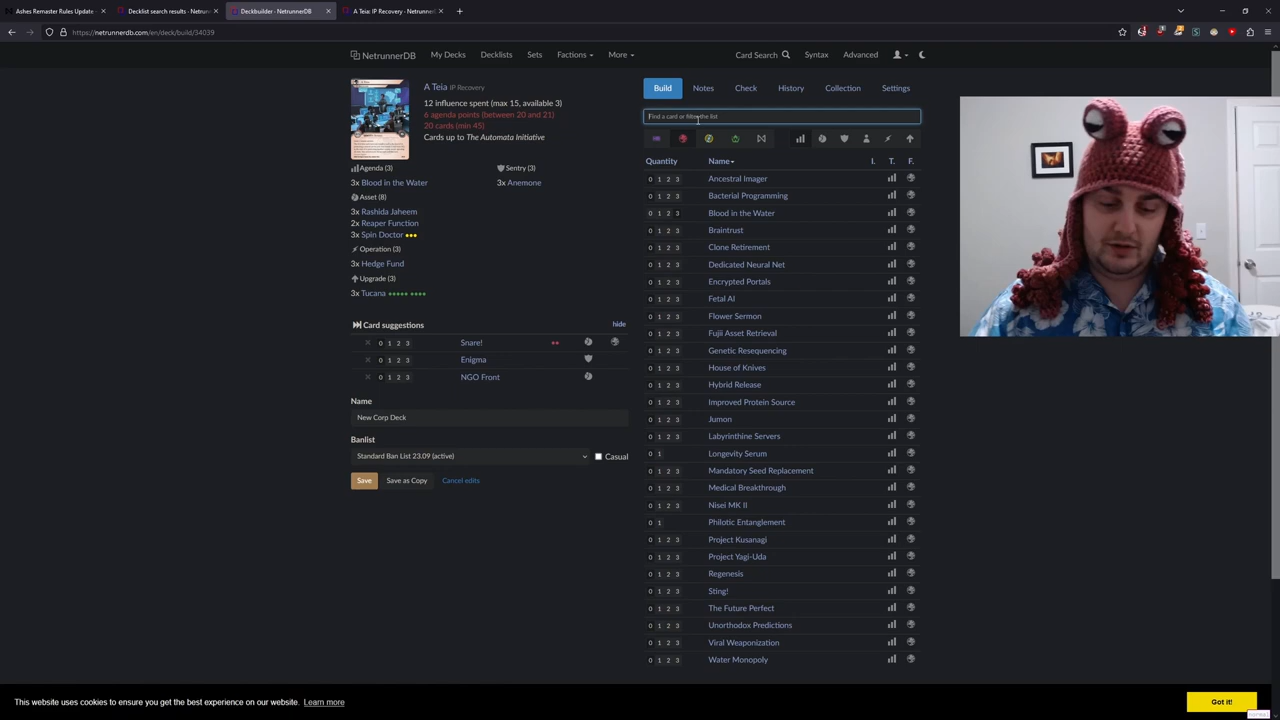 Ashes Remaster Rules Update
Decklist search results - Netrunn
Deckbuilder - NetrunnerDB
A Teia: IP Recovery - NetrunnerD
https://netrunnerdb.com/en/deck/build/34039
NetrunnerDB
My Decks
Decklists
Sets
Factions
More
Card Search
Syntax
Advanced
A Teia IP Recovery
12 influence spent (max 15, available 3)
6 agenda points (between 20 and 21)
20 cards (min 45)
Cards up to The Automata Initiative
Agenda (3)
3x Blood in the Water
Asset (8)
3x Rashida Jaheem
2x Reaper Function
3x Spin Doctor
Operation (3)
3x Hedge Fund
Upgrade (3)
3x Tucana
Sentry (3)
3x Anemone
Card suggestions
hide
0 1 2 3 Snare!
0 1 2 3 Enigma
0 1 2 3 NGO Front
Name
New Corp Deck
Banlist
Standard Ban List 23.09 (active)
Casual
Save
Save as Copy
Cancel edits
Build
Notes
Check
History
Collection
Settings
Find a card or filter the list
Quantity Name I. T. F.
0 1 2 3 Ancestral Imager
0 1 2 3 Bacterial Programming
0 1 2 3 Blood in the Water
0 1 2 3 Braintrust
0 1 2 3 Clone Retirement
0 1 2 3 Dedicated Neural Net
0 1 2 3 Encrypted Portals
0 1 2 3 Fetal AI
0 1 2 3 Flower Sermon
0 1 2 3 Fujii Asset Retrieval
0 1 2 3 Genetic Resequencing
0 1 2 3 House of Knives
0 1 2 3 Hybrid Release
0 1 2 3 Improved Protein Source
0 1 2 3 Jumon
0 1 2 3 Labyrinthine Servers
0 1 Longevity Serum
0 1 2 3 Mandatory Seed Replacement
0 1 2 3 Medical Breakthrough
0 1 2 3 Nisei MK II
0 1 Philotic Entanglement
0 1 2 3 Project Kusanagi
0 1 2 3 Project Yagi-Uda
0 1 2 3 Regenesis
0 1 2 3 Sting!
0 1 2 3 The Future Perfect
0 1 2 3 Unorthodox Predictions
0 1 2 3 Viral Weaponization
0 1 2 3 Water Monopoly
This website uses cookies to ensure you get the best experience on our website. Learn more
Got it!